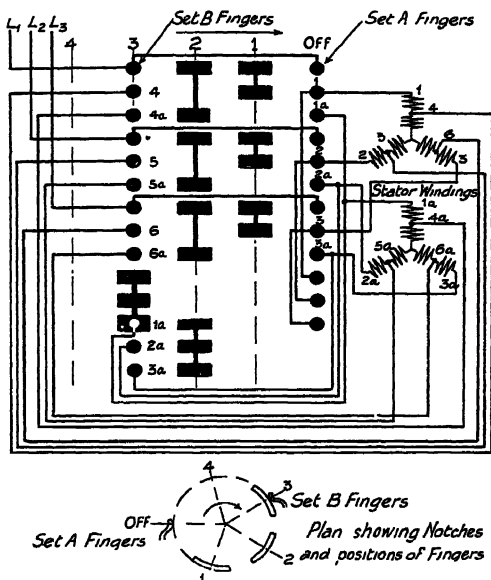 Set B Fingers
Set A Fingers
L1 L2 L3
4 3 2 1 OFF
4
4a
5
5a
6
6a
1a
2a
3a
1
1a
2
2a
3
3a
1
4
5
2
6
3
Stator Windings
1a
4a
5a
2a
6a
3a
4
3
Set B Fingers
OFF
Set A Fingers
Plan showing Notches
and positions of Fingers
2
1